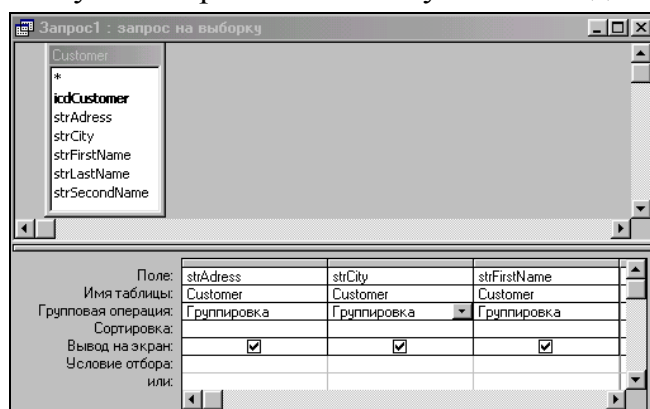 Запрос1 : запрос на выборку
Customer
*
icdCustomer
strAdress
strCity
strFirstName
strLastName
strSecondName
Поле: strAdress strCity strFirstName
Имя таблицы: Customer Customer Customer
Групповая операция: Группировка Группировка Группировка
Сортировка:
Вывод на экран:
Условие отбора:
или: